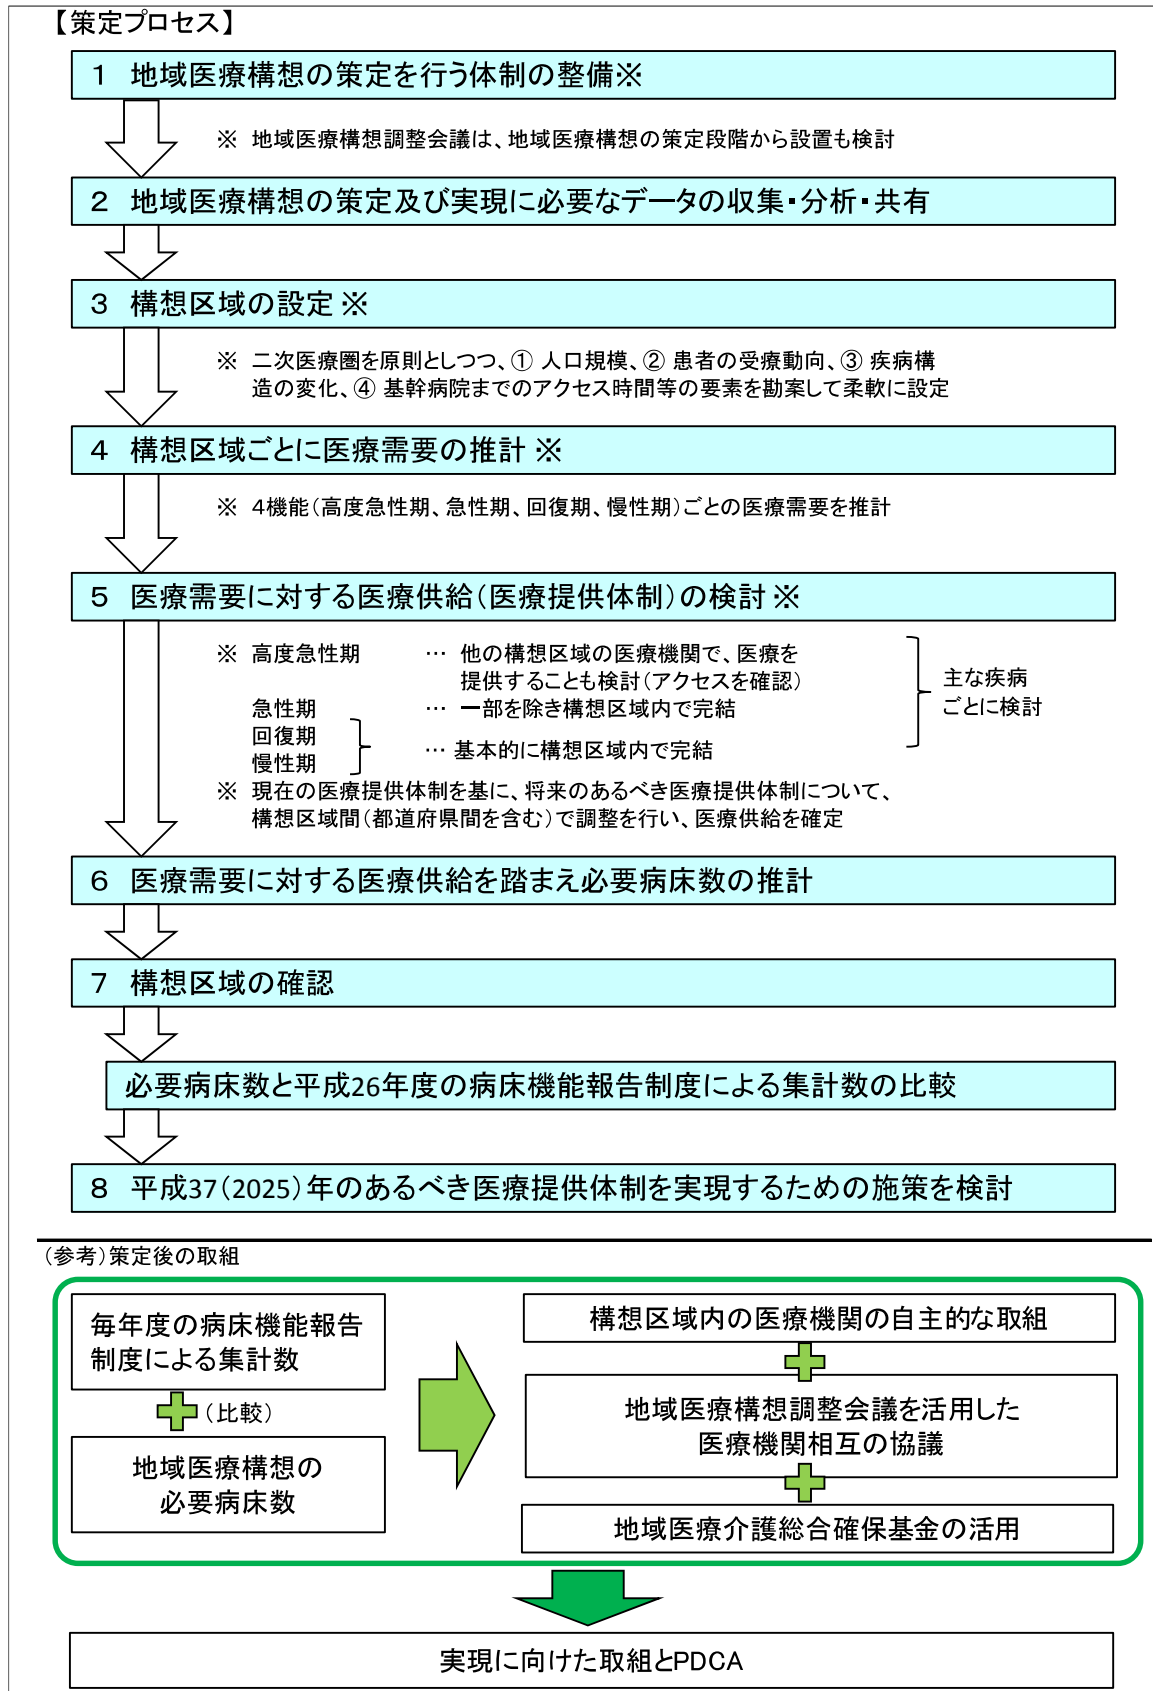 【策定プロセス】
１ 地域医療構想の策定を行う体制の整備※
※ 地域医療構想調整会議は、地域医療構想の策定段階から設置も検討
２ 地域医療構想の策定及び実現に必要なデータの収集・分析・共有
３ 構想区域の設定※
※ 二次医療圏を原則としつつ、① 人口規模、② 患者の受療動向、③ 疾病構
造の変化、④ 基幹病院までのアクセス時間等の要素を勘案して柔軟に設定
４ 構想区域ごとに医療需要の推計※
※ 4機能（高度急性期、急性期、回復期、慢性期）ごとの医療需要を推計
５ 医療需要に対する医療供給（医療提供体制）の検討※
※ 高度急性期 … 他の構想区域の医療機関で、医療を
提供することも検討（アクセスを確認）
急性期 … 一部を除き構想区域内で完結
回復期
慢性期
… 基本的に構想区域内で完結
主な疾病
ごとに検討
※ 現在の医療提供体制を基に、将来のあるべき医療提供体制について、
構想区域間（都道府県間を含む）で調整を行い、医療供給を確定
６ 医療需要に対する医療供給を踏まえ必要病床数の推計
７ 構想区域の確認
必要病床数と平成26年度の病床機能報告制度による集計数の比較
８ 平成37（2025）年のあるべき医療提供体制を実現するための施策を検討
（参考）策定後の取組
毎年度の病床機能報告
制度による集計数
（比較）
地域医療構想の
必要病床数
構想区域内の医療機関の自主的な取組
地域医療構想調整会議を活用した
医療機関相互の協議
地域医療介護総合確保基金の活用
実現に向けた取組とPDCA